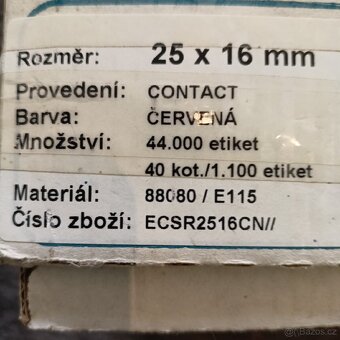 Rozměr: 25 x 16 mm
Provedení: CONTACT
Barva: ČERVENÁ
Množství: 44.000 etiket
40 kot./1.100 etiket
Materiál: 88080 / E115
Číslo zboží: ECSR2516CN//
Bazos.cz